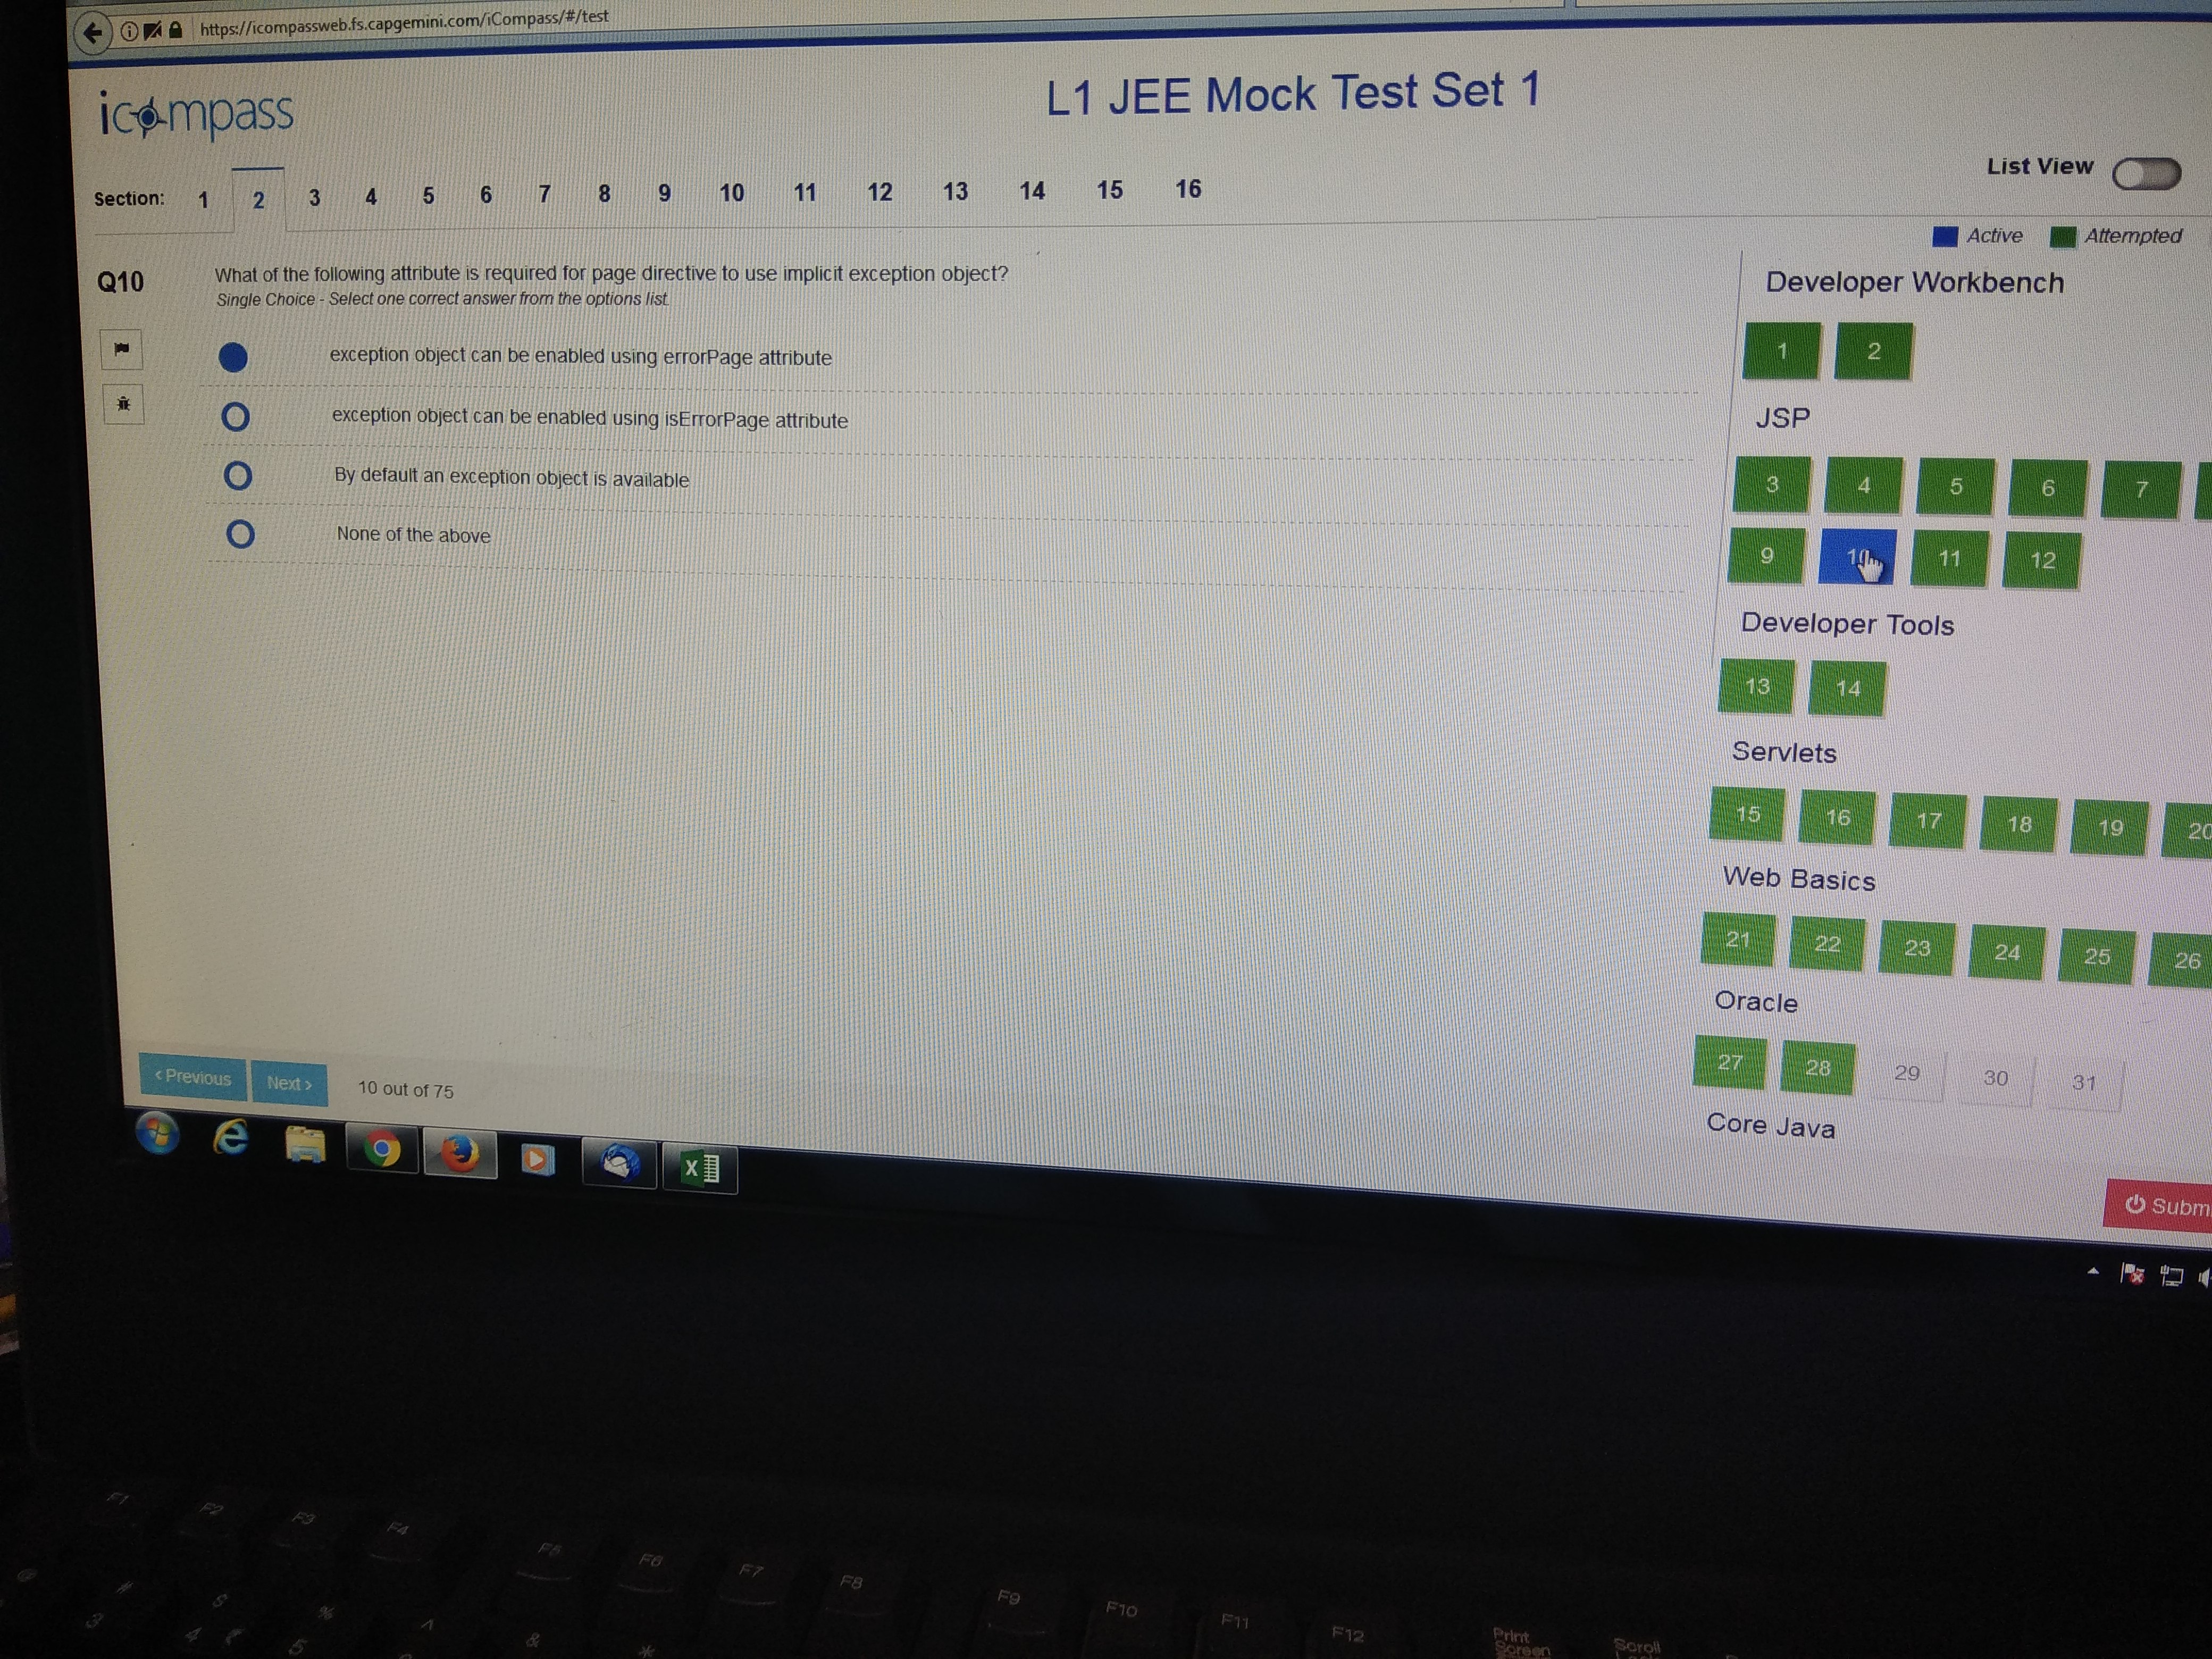 https://icompassweb.fs.capgemini.com/iCompass/#/test
icompass
L1 JEE Mock Test Set 1
List View
Section: 1 2 3 4 5 6 7 8 9 10 11 12 13 14 15 16
Active Attempted
Q10
What of the following attribute is required for page directive to use implicit exception object?
Single Choice - Select one correct answer from the options list.
exception object can be enabled using errorPage attribute
exception object can be enabled using isErrorPage attribute
By default an exception object is available
None of the above
Developer Workbench
1 2
JSP
3 4 5 6 7
9 10 11 12
Developer Tools
13 14
Servlets
15 16 17 18 19 20
Web Basics
21 22 23 24 25 26
Oracle
27 28 29 30 31
Core Java
< Previous Next > 10 out of 75
Subm
F1 F2 F3 F4 F5 F6 F7 F8 F9 F10 F11 F12
Print
Screen
Scroll
@ # $ % ^ & *
3 4 ₹ 5